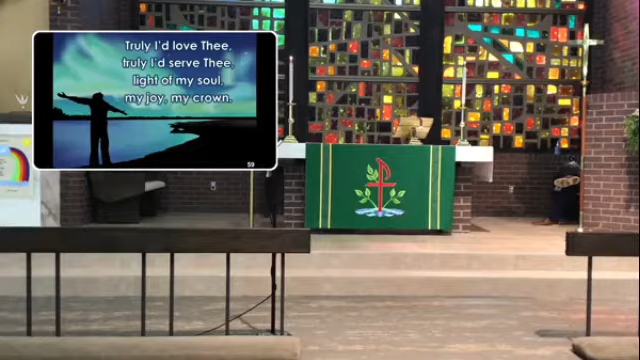 Truly I'd love Thee,
truly I'd serve Thee,
light of my soul,
my joy, my crown.
59